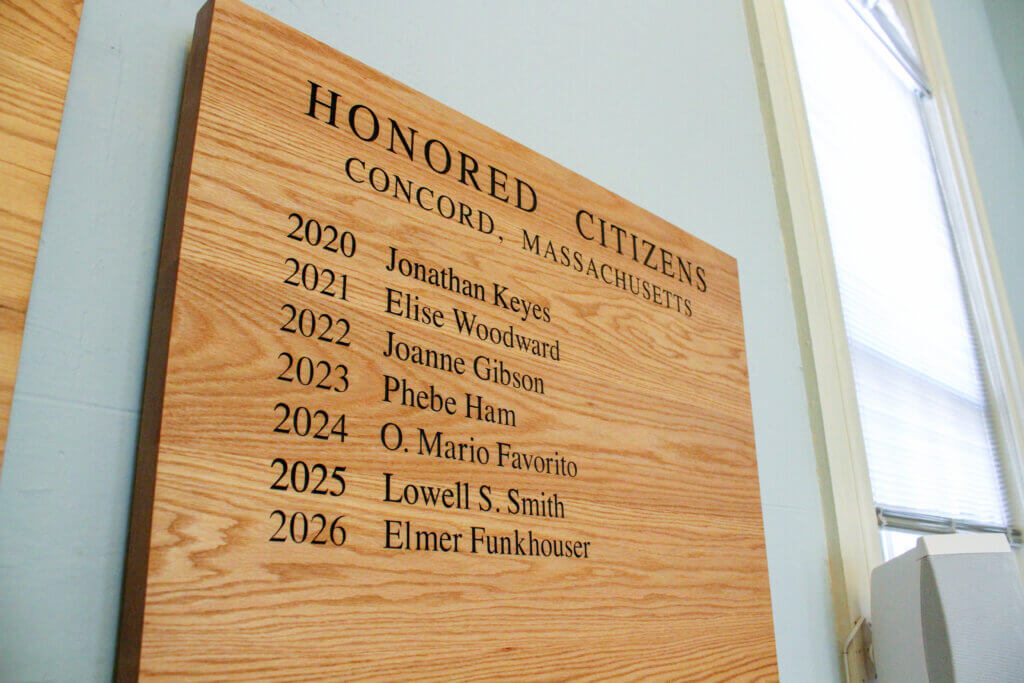 HONORED CITIZENS
CONCORD, MASSACHUSETTS
2020 Jonathan Keyes
2021 Elise Woodward
2022 Joanne Gibson
2023 Phebe Ham
2024 O. Mario Favorito
2025 Lowell S. Smith
2026 Elmer Funkhouser